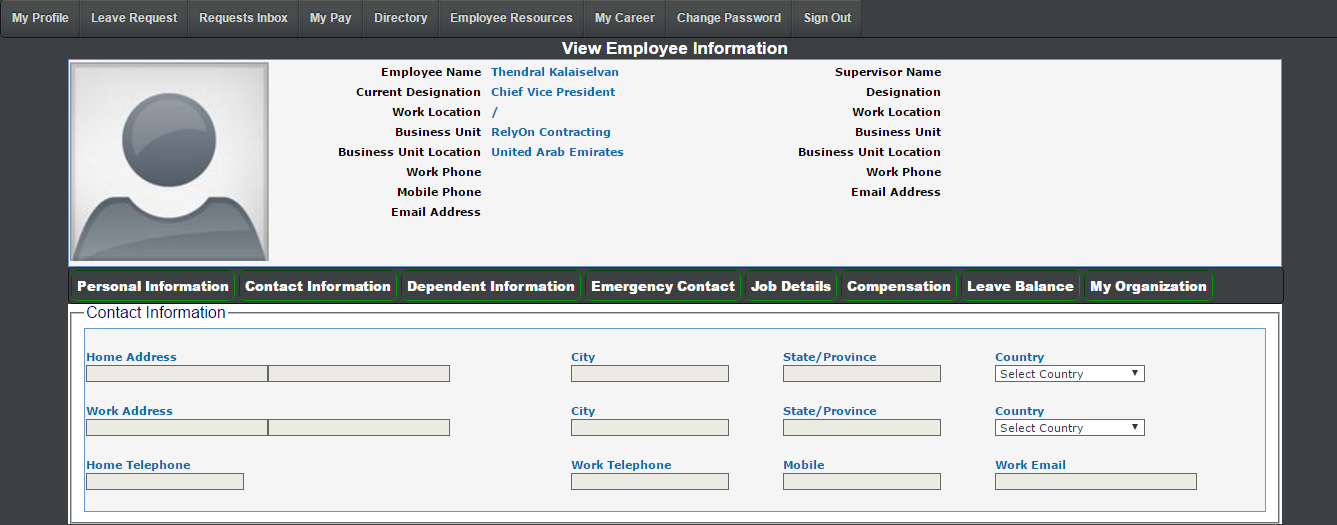 My Profile Leave Request Requests Inbox My Pay Directory Employee Resources My Career Change Password Sign Out
View Employee Information
Employee Name Thendral Kalaiselvan Supervisor Name
Current Designation Chief Vice President Designation
Work Location / Work Location
Business Unit RelyOn Contracting Business Unit
Business Unit Location United Arab Emirates Business Unit Location
Work Phone Work Phone
Mobile Phone Email Address
Email Address
Personal Information Contact Information Dependent Information Emergency Contact Job Details Compensation Leave Balance My Organization
Contact Information
Home Address City State/Province Country
Select Country
Work Address City State/Province Country
Select Country
Home Telephone Work Telephone Mobile Work Email